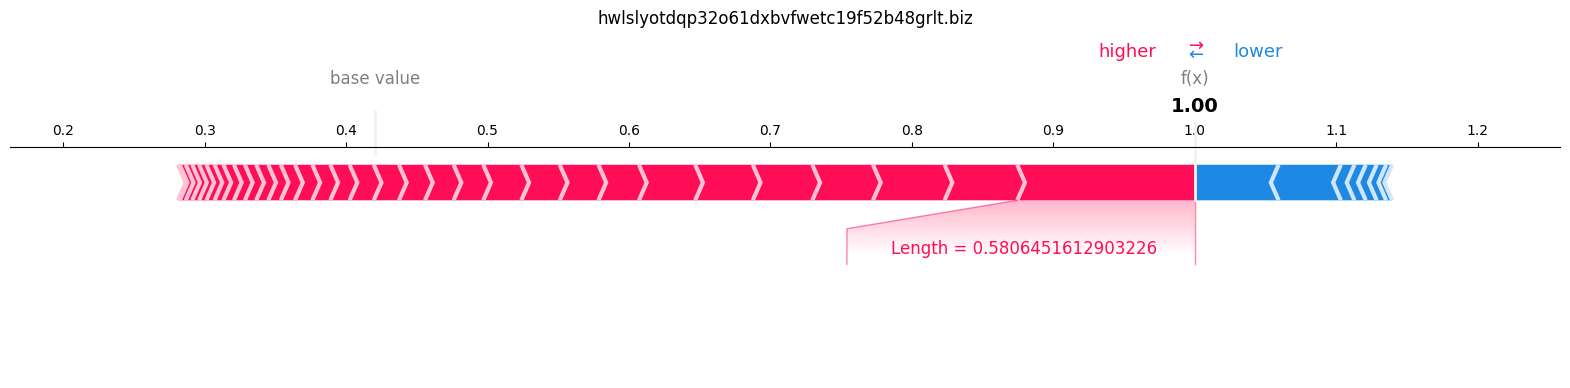 hwlslyotdqp32o61dxbvfwetc19f52b48grlt.biz
higher → ← lower
base value f(x)
1.00
0.2 0.3 0.4 0.5 0.6 0.7 0.8 0.9 1.0 1.1 1.2
Length = 0.5806451612903226